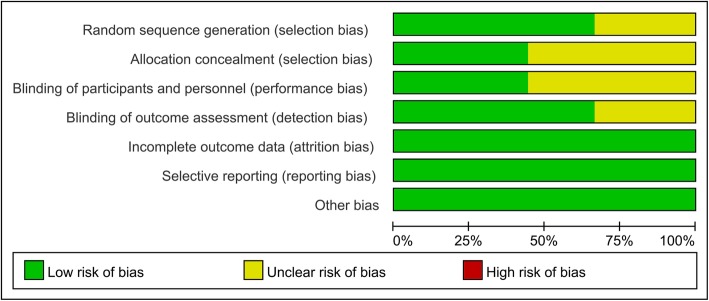 Random sequence generation (selection bias)
Allocation concealment (selection bias)
Blinding of participants and personnel (performance bias)
Blinding of outcome assessment (detection bias)
Incomplete outcome data (attrition bias)
Selective reporting (reporting bias)
Other bias
0% 25% 50% 75% 100%
Low risk of bias Unclear risk of bias High risk of bias